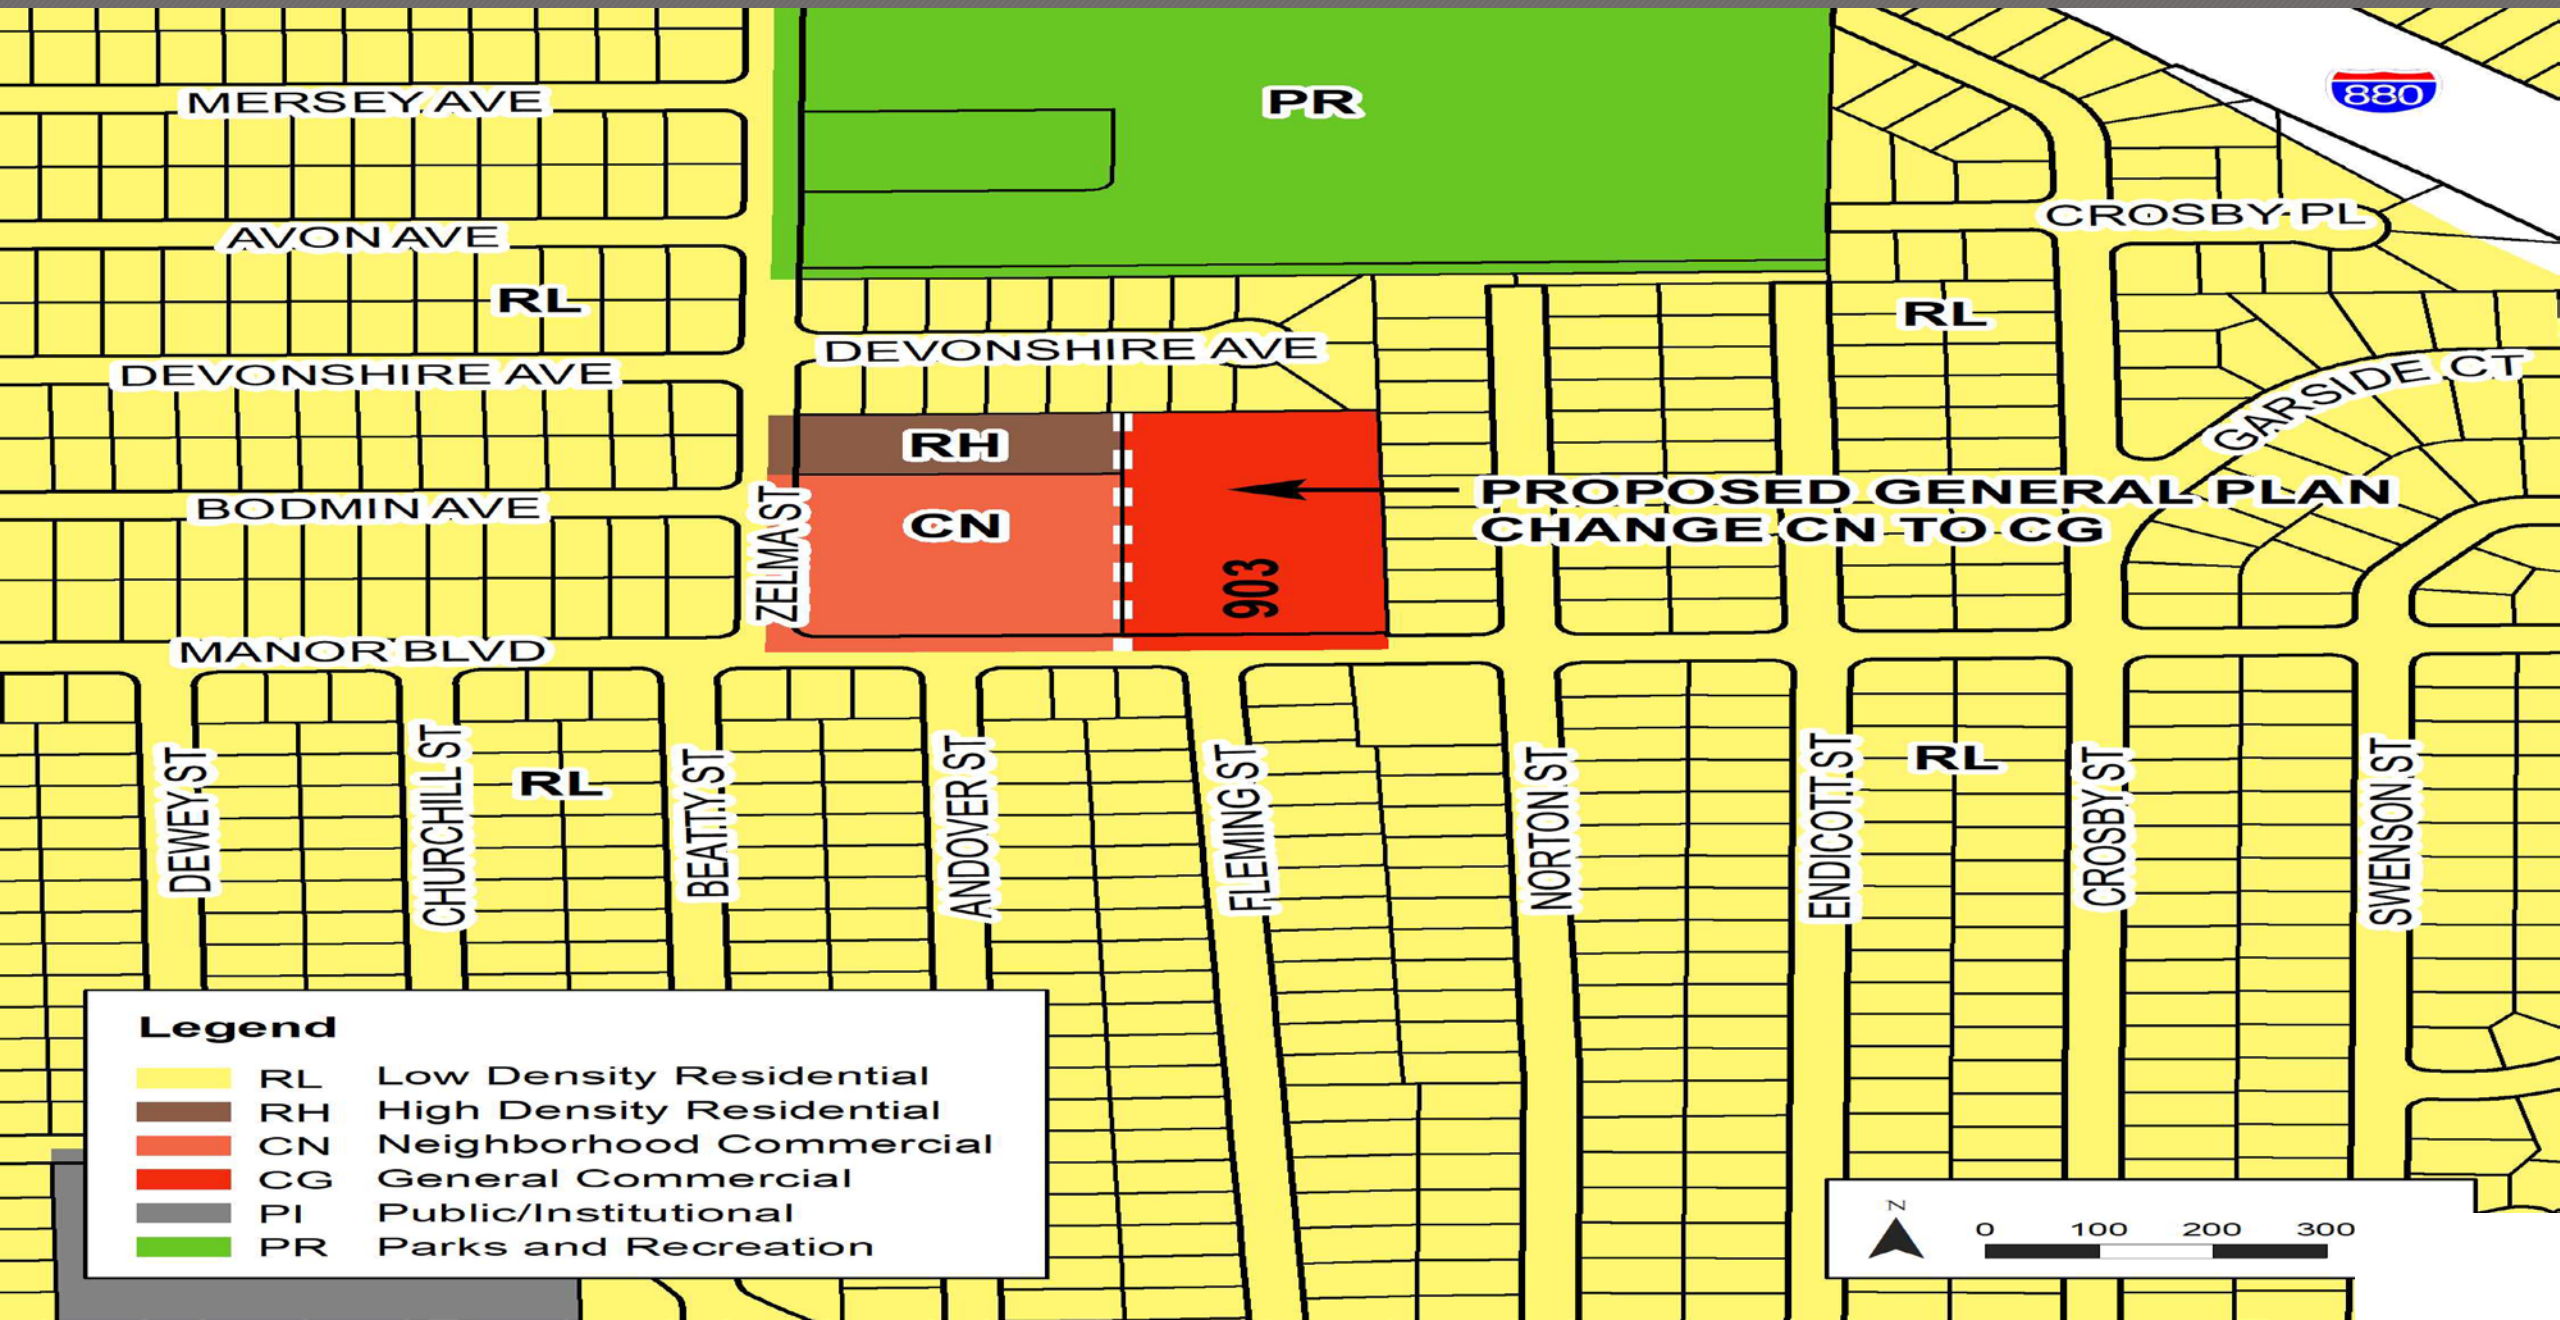 MERSEY AVE
PR
880
CROSBY PL
AVON AVE
RL
RL
DEVONSHIRE AVE
DEVONSHIRE AVE
GARSIDE CT
RH
BODMIN AVE
ZELMA ST
CN
903
PROPOSED GENERAL PLAN
CHANGE CN TO CG
MANOR BLVD
DEWEY ST
CHURCHILL ST
RL
BEATTY ST
ANDOVER ST
FLEMING ST
NORTON ST
ENDICOTT ST
RL
CROSBY ST
SWENSON ST
Legend
RL Low Density Residential
RH High Density Residential
CN Neighborhood Commercial
CG General Commercial
PI Public/Institutional
PR Parks and Recreation
N
0 100 200 300